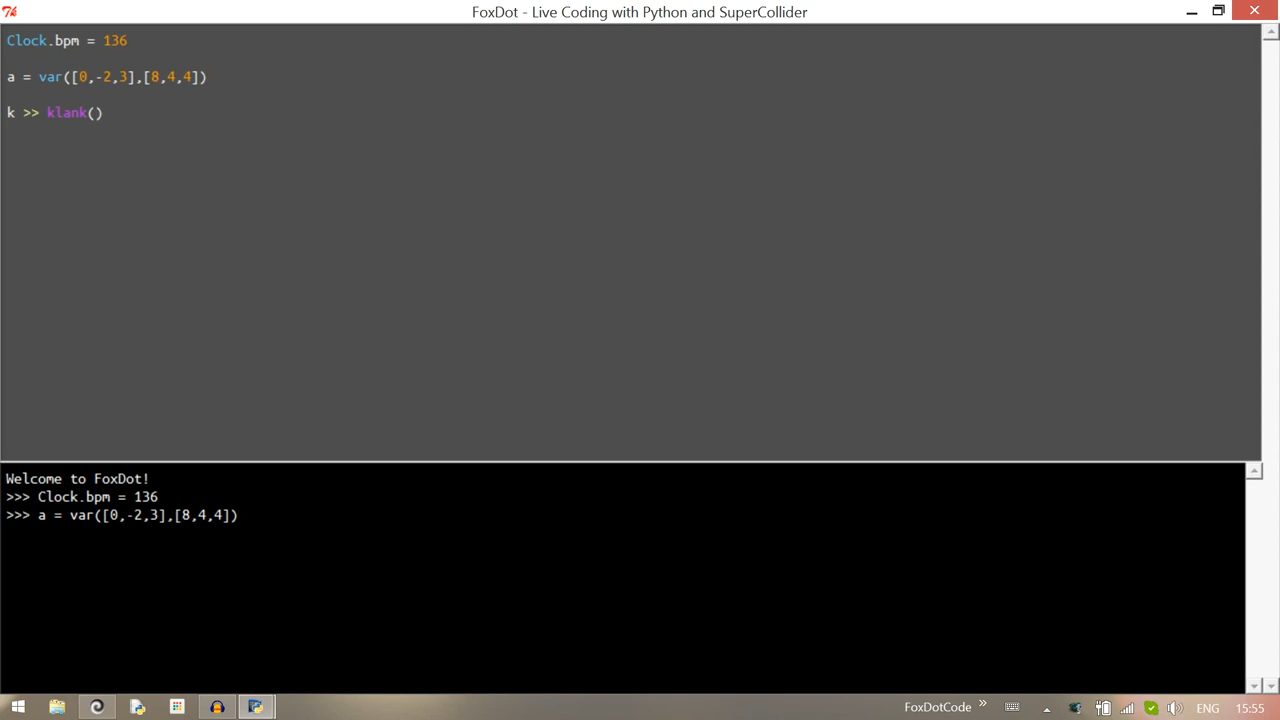 FoxDot - Live Coding with Python and SuperCollider
Clock.bpm = 136
a = var([0,-2,3],[8,4,4])
k >> klank()
Welcome to FoxDot!
>>> Clock.bpm = 136
>>> a = var([0,-2,3],[8,4,4])
FoxDotCode » ENG 15:55